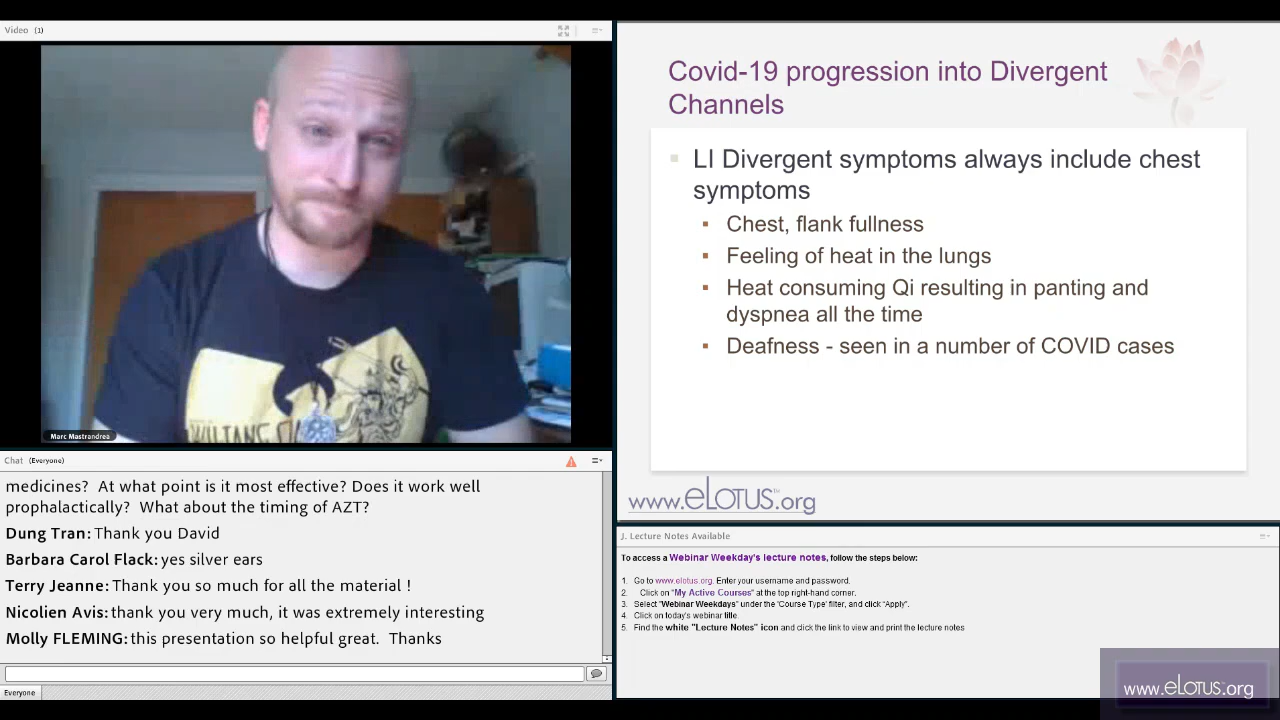 Video (1)
Marc Mastrandrea
Chat (Everyone)
medicines? At what point is it most effective? Does it work well
prophalactically? What about the timing of AZT?
Dung Tran: Thank you David
Barbara Carol Flack: yes silver ears
Terry Jeanne: Thank you so much for all the material !
Nicolien Avis: thank you very much, it was extremely interesting
Molly FLEMING: this presentation so helpful great. Thanks
Everyone
Covid-19 progression into Divergent
Channels
LI Divergent symptoms always include chest
symptoms
Chest, flank fullness
Feeling of heat in the lungs
Heat consuming Qi resulting in panting and
dyspnea all the time
Deafness - seen in a number of COVID cases
www.eLotus.org
J. Lecture Notes Available
To access a Webinar Weekday's lecture notes, follow the steps below:
1. Go to www.elotus.org. Enter your username and password.
2. Click on "My Active Courses" at the top right-hand corner.
3. Select "Webinar Weekdays" under the 'Course Type' filter, and click "Apply".
4. Click on today's webinar title.
5. Find the white "Lecture Notes" icon and click the link to view and print the lecture notes
www.eLotus.org